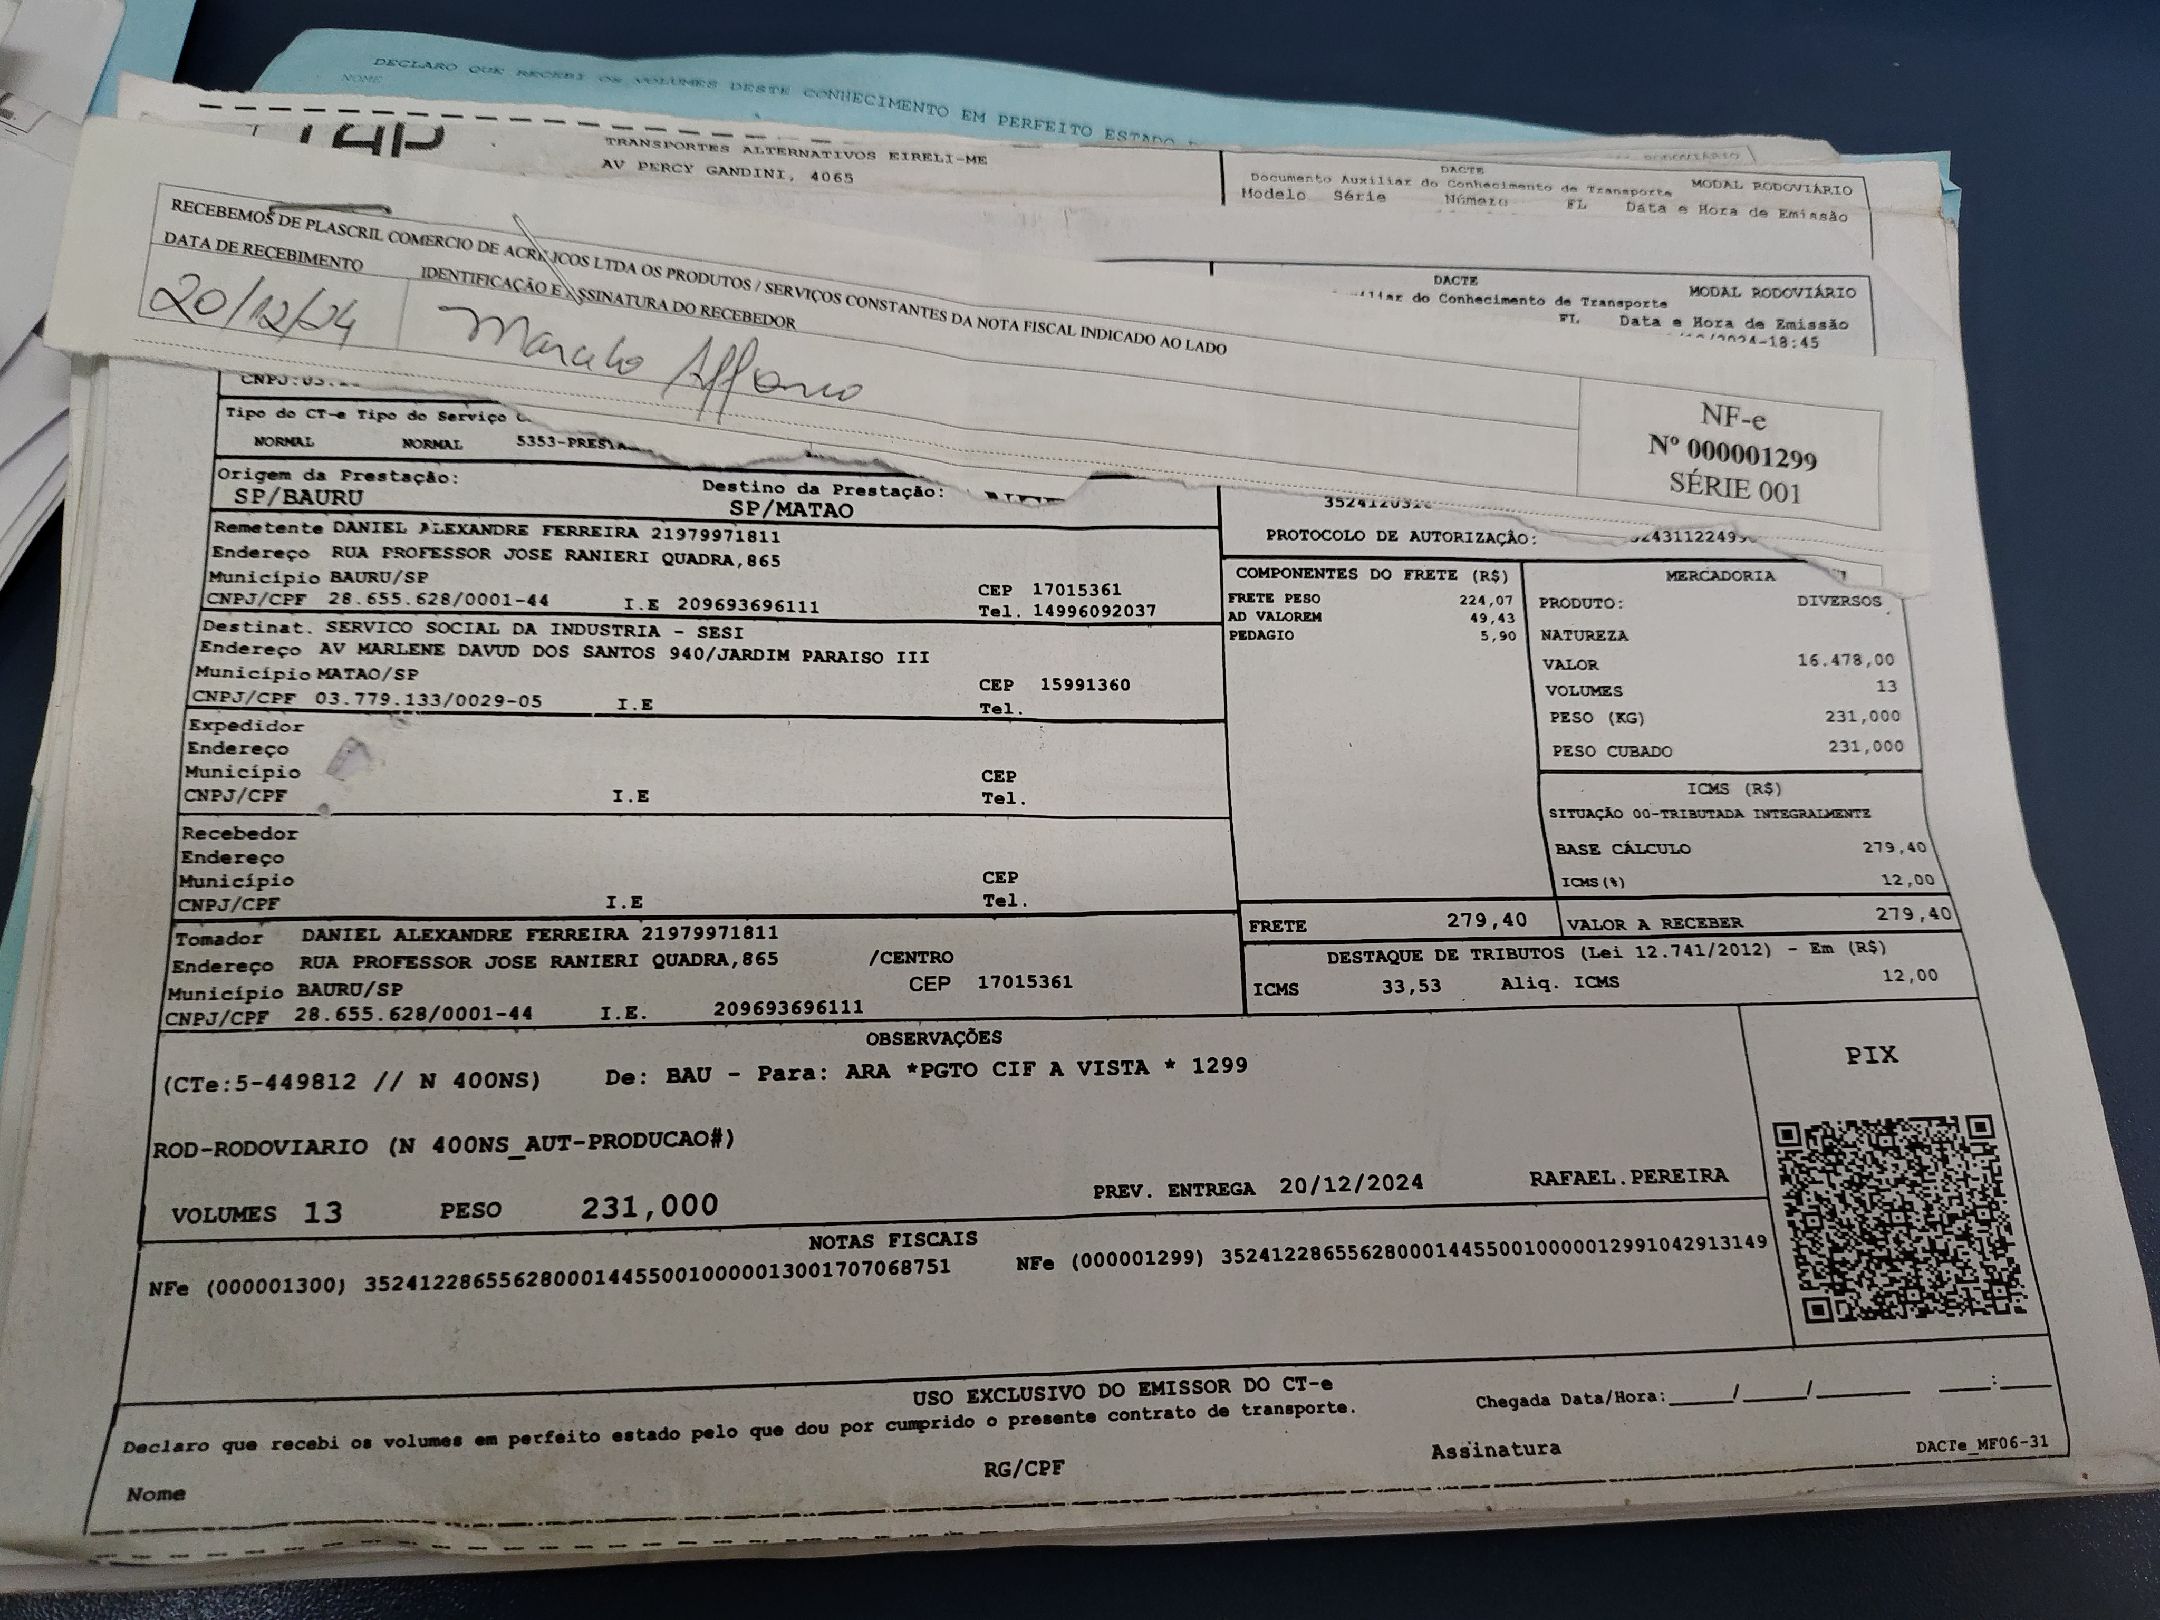 DECLARO QUE RECEBI OS VOLUMES DESTE CONHECIMENTO EM PERFEITO ESTADO
NOME
TRANSPORTES ALTERNATIVOS EIRELI-ME
AV PERCY GANDINI, 4065
DACTE
Documento Auxiliar do Conhecimento de Transporte MODAL RODOVIÁRIO
Modelo Série Número FL Data e Hora de Emissão
DACTE
do Conhecimento de Transporte MODAL RODOVIÁRIO
FL Data e Hora de Emissão
2024-18:45
RECEBEMOS DE PLASCRIL COMERCIO DE ACRILICOS LTDA OS PRODUTOS / SERVIÇOS CONSTANTES DA NOTA FISCAL INDICADO AO LADO
DATA DE RECEBIMENTO IDENTIFICAÇÃO E ASSINATURA DO RECEBEDOR
20/12/24 Marcelo Affonso
NF-e
Nº 000001299
SÉRIE 001
CNPJ:03.
Tipo do CT-e Tipo do Serviço
NORMAL NORMAL 5353-PRESTA
Origem da Prestação: Destino da Prestação:
SP/BAURU SP/MATAO
PROTOCOLO DE AUTORIZAÇÃO:
Remetente DANIEL ALEXANDRE FERREIRA 21979971811
Endereço RUA PROFESSOR JOSE RANIERI QUADRA,865
Município BAURU/SP CEP 17015361
CNPJ/CPF 28.655.628/0001-44 I.E 209693696111 Tel. 14996092037
Destinat. SERVICO SOCIAL DA INDUSTRIA - SESI
Endereço AV MARLENE DAVUD DOS SANTOS 940/JARDIM PARAISO III
Município MATAO/SP CEP 15991360
CNPJ/CPF 03.779.133/0029-05 I.E Tel.
Expedidor
Endereço
Município CEP
CNPJ/CPF I.E Tel.
Recebedor
Endereço
Município CEP
CNPJ/CPF I.E Tel.
Tomador DANIEL ALEXANDRE FERREIRA 21979971811
Endereço RUA PROFESSOR JOSE RANIERI QUADRA,865 /CENTRO
Município BAURU/SP CEP 17015361
CNPJ/CPF 28.655.628/0001-44 I.E. 209693696111
COMPONENTES DO FRETE (R$)
FRETE PESO 224,07
AD VALOREM 49,43
PEDAGIO 5,90
MERCADORIA
PRODUTO: DIVERSOS
NATUREZA
VALOR 16.478,00
VOLUMES 13
PESO (KG) 231,000
PESO CUBADO 231,000
ICMS (R$)
SITUAÇÃO 00-TRIBUTADA INTEGRALMENTE
BASE CÁLCULO 279,40
ICMS(%) 12,00
FRETE 279,40 VALOR A RECEBER 279,40
DESTAQUE DE TRIBUTOS (Lei 12.741/2012) - Em (R$)
ICMS 33,53 Aliq. ICMS 12,00
OBSERVAÇÕES
(CTe:5-449812 // N 400NS) De: BAU - Para: ARA *PGTO CIF A VISTA * 1299
PIX
ROD-RODOVIARIO (N 400NS_AUT-PRODUCAO#)
VOLUMES 13 PESO 231,000 PREV. ENTREGA 20/12/2024 RAFAEL.PEREIRA
NOTAS FISCAIS
NFe (000001300) 35241228655628000144550010000013001707068751 NFe (000001299) 35241228655628000144550010000012991042913149
USO EXCLUSIVO DO EMISSOR DO CT-e
Declaro que recebi os volumes em perfeito estado pelo que dou por cumprido o presente contrato de transporte.
Chegada Data/Hora:____/____/______ ____:____
Nome RG/CPF Assinatura DACTe_MF06-31